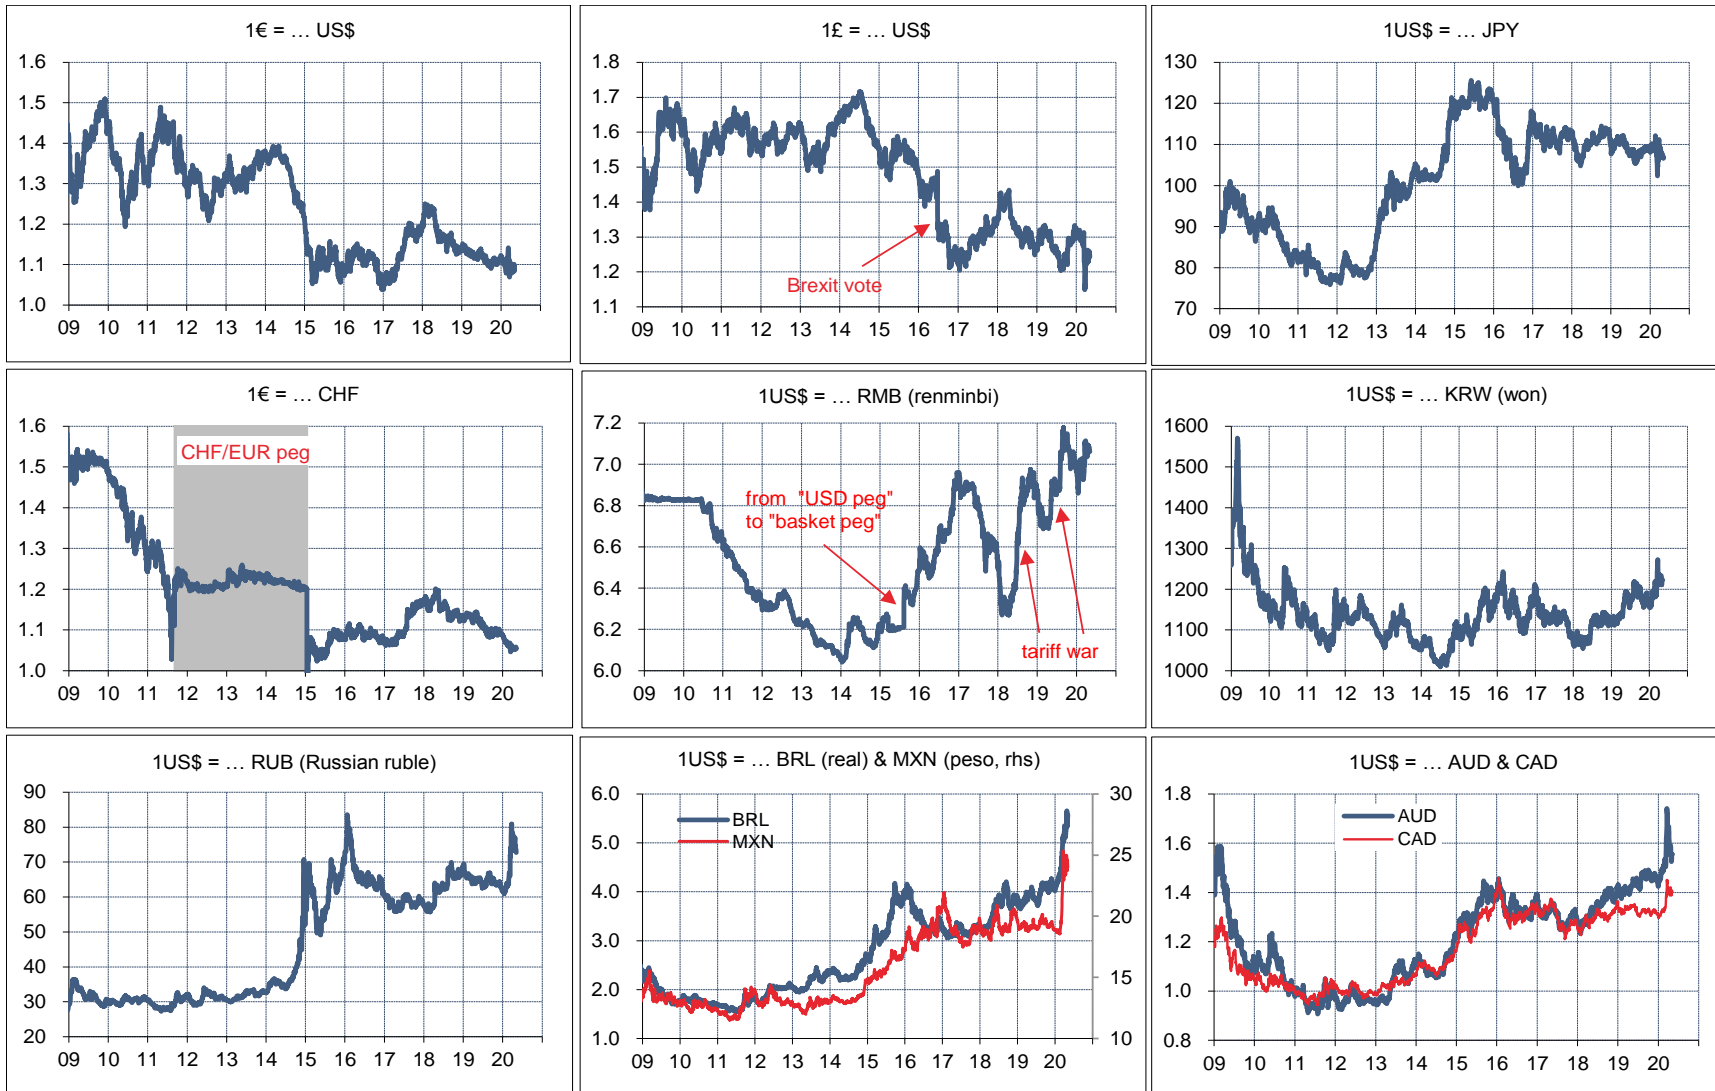 1€ = … US$
1.6
1.5
1.4
1.3
1.2
1.1
1.0
09 10 11 12 13 14 15 16 17 18 19 20
1£ = … US$
1.8
1.7
1.6
1.5
1.4
1.3
1.2
1.1
Brexit vote
09 10 11 12 13 14 15 16 17 18 19 20
1US$ = … JPY
130
120
110
100
90
80
70
09 10 11 12 13 14 15 16 17 18 19 20
1€ = … CHF
1.6
1.5
1.4
1.3
1.2
1.1
1.0
CHF/EUR peg
09 10 11 12 13 14 15 16 17 18 19 20
1US$ = … RMB (renminbi)
7.2
7.0
6.8
6.6
6.4
6.2
6.0
from "USD peg"
to "basket peg"
tariff war
09 10 11 12 13 14 15 16 17 18 19 20
1US$ = … KRW (won)
1600
1500
1400
1300
1200
1100
1000
09 10 11 12 13 14 15 16 17 18 19 20
1US$ = … RUB (Russian ruble)
90
80
70
60
50
40
30
20
09 10 11 12 13 14 15 16 17 18 19 20
1US$ = … BRL (real) & MXN (peso, rhs)
6.0
5.0
4.0
3.0
2.0
1.0
BRL
MXN
30
25
20
15
10
09 10 11 12 13 14 15 16 17 18 19 20
1US$ = … AUD & CAD
1.8
1.6
1.4
1.2
1.0
0.8
AUD
CAD
09 10 11 12 13 14 15 16 17 18 19 20